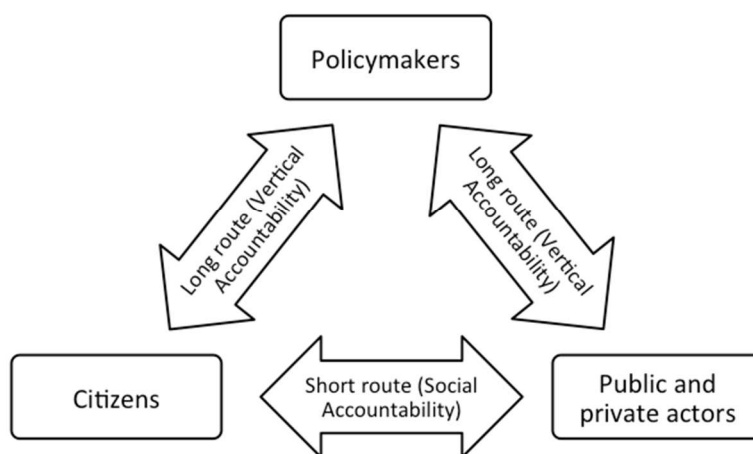 Policymakers
Long route (Vertical
Accountability)
Long route (Vertical
Accountability)
Citizens
Short route (Social
Accountability)
Public and
private actors